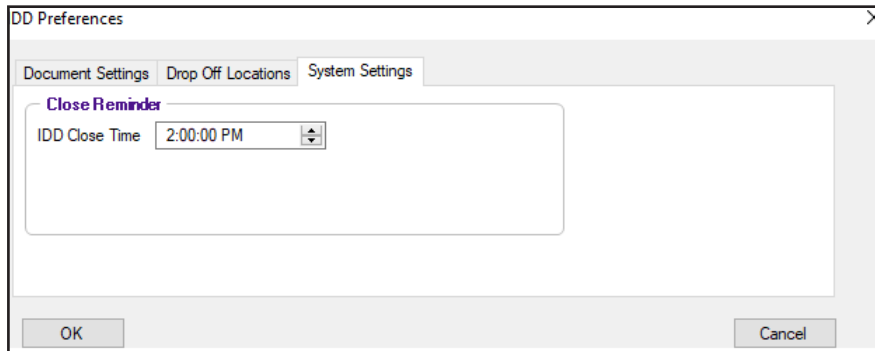 DD Preferences
Document Settings Drop Off Locations System Settings
Close Reminder
IDD Close Time 2:00:00 PM
OK Cancel